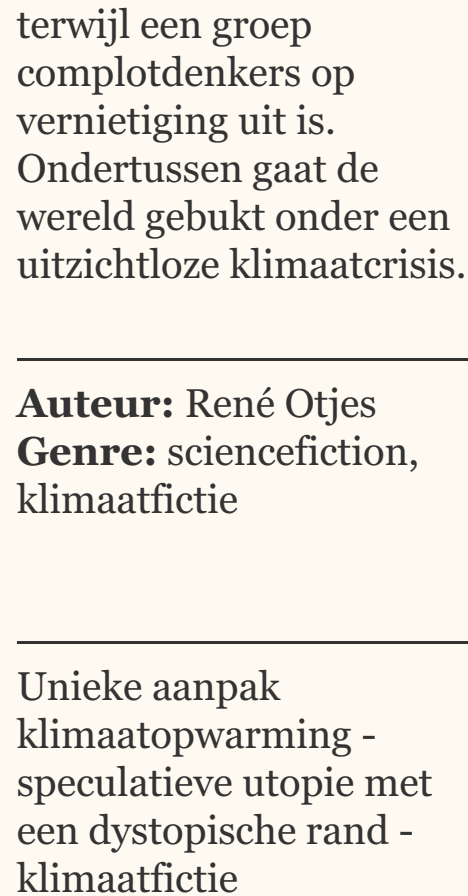 terwijl een groep
complotdenkers op
vernietiging uit is.
Ondertussen gaat de
wereld gebukt onder een
uitzichtloze klimaatcrisis.
Auteur: René Otjes
Genre: sciencefiction,
klimaatfictie
Unieke aanpak
klimaatopwarming -
speculatieve utopie met
een dystopische rand -
klimaatfictie